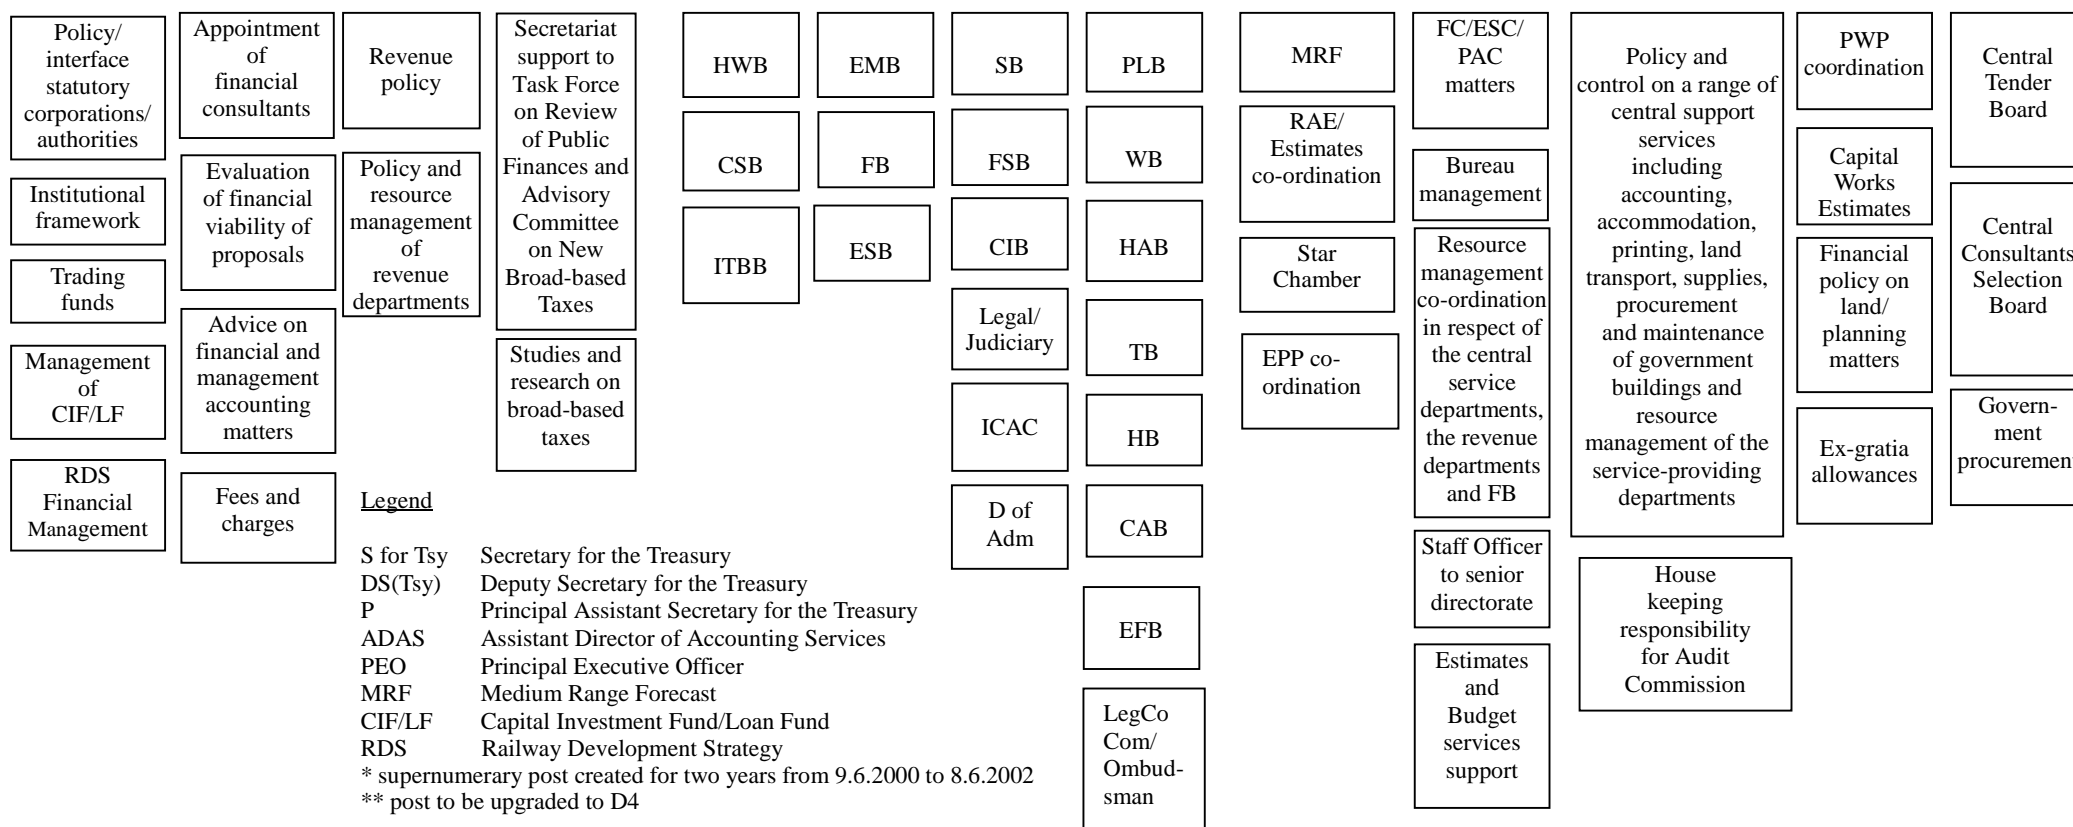 Policy/
interface
statutory
corporations/
authorities
Institutional
framework
Trading
funds
Management
of
CIF/LF
RDS
Financial
Management
Appointment
of
financial
consultants
Evaluation
of financial
viability of
proposals
Advice on
financial and
management
accounting
matters
Fees and
charges
Revenue
policy
Policy and
resource
management
of
revenue
departments
Secretariat
support to
Task Force
on Review
of Public
Finances and
Advisory
Committee
on New
Broad-based
Taxes
Studies and
research on
broad-based
taxes
HWB
CSB
ITBB
EMB
FB
ESB
SB
FSB
CIB
Legal/
Judiciary
ICAC
D of
Adm
PLB
WB
HAB
TB
HB
CAB
EFB
LegCo
Com/
Ombud-
sman
MRF
RAE/
Estimates
co-ordination
Star
Chamber
EPP co-
ordination
FC/ESC/
PAC
matters
Bureau
management
Resource
management
co-ordination
in respect of
the central
service
departments,
the revenue
departments
and FB
Staff Officer
to senior
directorate
Estimates
and
Budget
services
support
Policy and
control on a range of
central support
services
including
accounting,
accommodation,
printing, land
transport, supplies,
procurement
and maintenance
of government
buildings and
resource
management of the
service-providing
departments
House
keeping
responsibility
for Audit
Commission
PWP
coordination
Capital
Works
Estimates
Financial
policy on
land/
planning
matters
Ex-gratia
allowances
Central
Tender
Board
Central
Consultants
Selection
Board
Govern-
ment
procurement
Legend
S for Tsy Secretary for the Treasury
DS(Tsy) Deputy Secretary for the Treasury
P Principal Assistant Secretary for the Treasury
ADAS Assistant Director of Accounting Services
PEO Principal Executive Officer
MRF Medium Range Forecast
CIF/LF Capital Investment Fund/Loan Fund
RDS Railway Development Strategy
* supernumerary post created for two years from 9.6.2000 to 8.6.2002
** post to be upgraded to D4